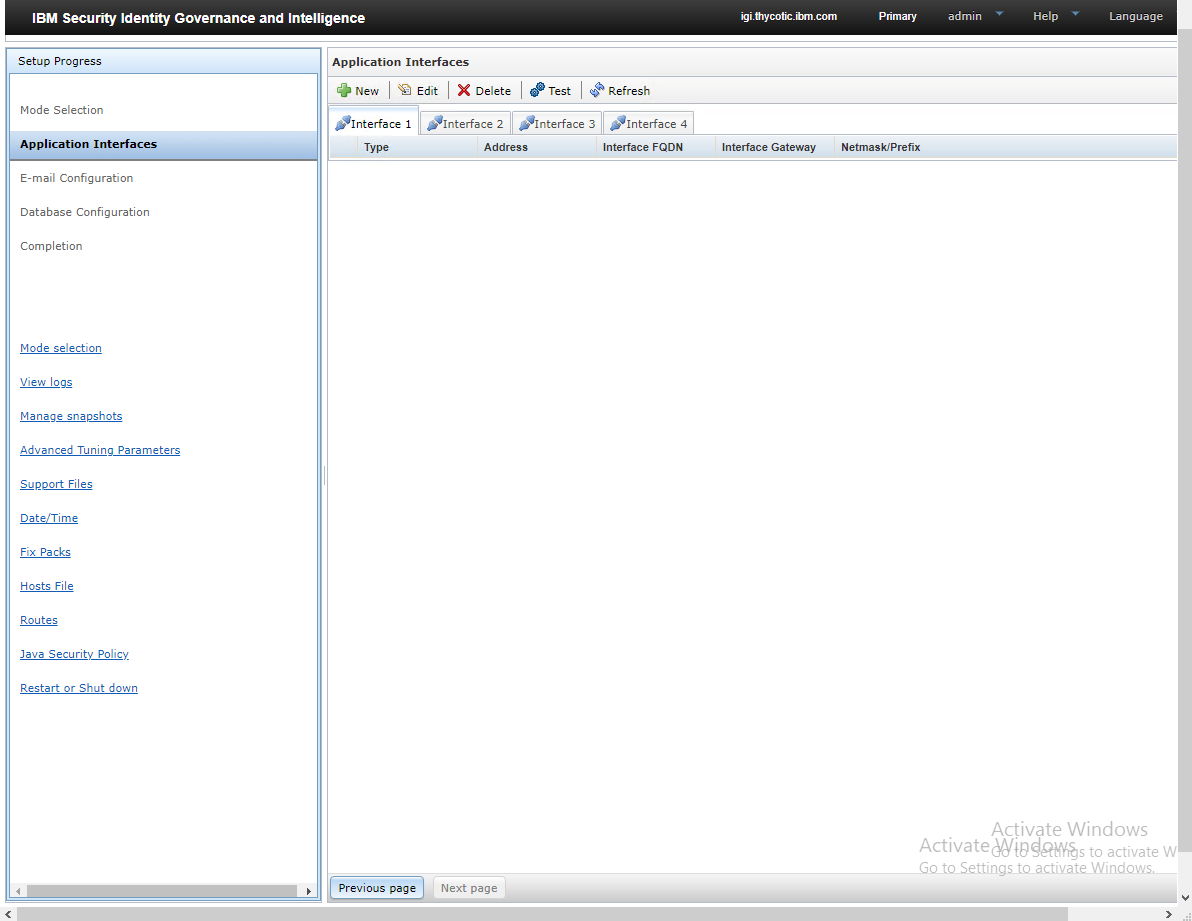 IBM Security Identity Governance and Intelligence igi.thycotic.ibm.com Primary admin Help Language
Setup Progress
Mode Selection
Application Interfaces
E-mail Configuration
Database Configuration
Completion
Mode selection
View logs
Manage snapshots
Advanced Tuning Parameters
Support Files
Date/Time
Fix Packs
Hosts File
Routes
Java Security Policy
Restart or Shut down
Application Interfaces
New Edit Delete Test Refresh
Interface 1 Interface 2 Interface 3 Interface 4
Type Address Interface FQDN Interface Gateway Netmask/Prefix
Activate Windows
Go to Settings to activate W
Activate Windows
Go to Settings to activate Windows.
Previous page Next page